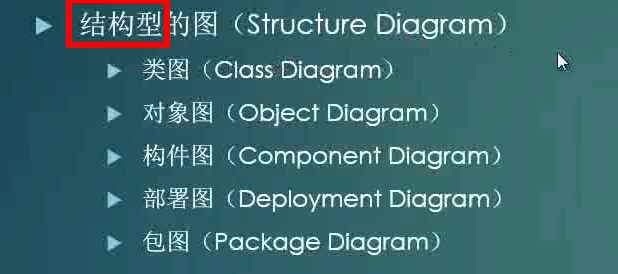 结构型的图（Structure Diagram）
类图（Class Diagram）
对象图（Object Diagram）
构件图（Component Diagram）
部署图（Deployment Diagram）
包图（Package Diagram）